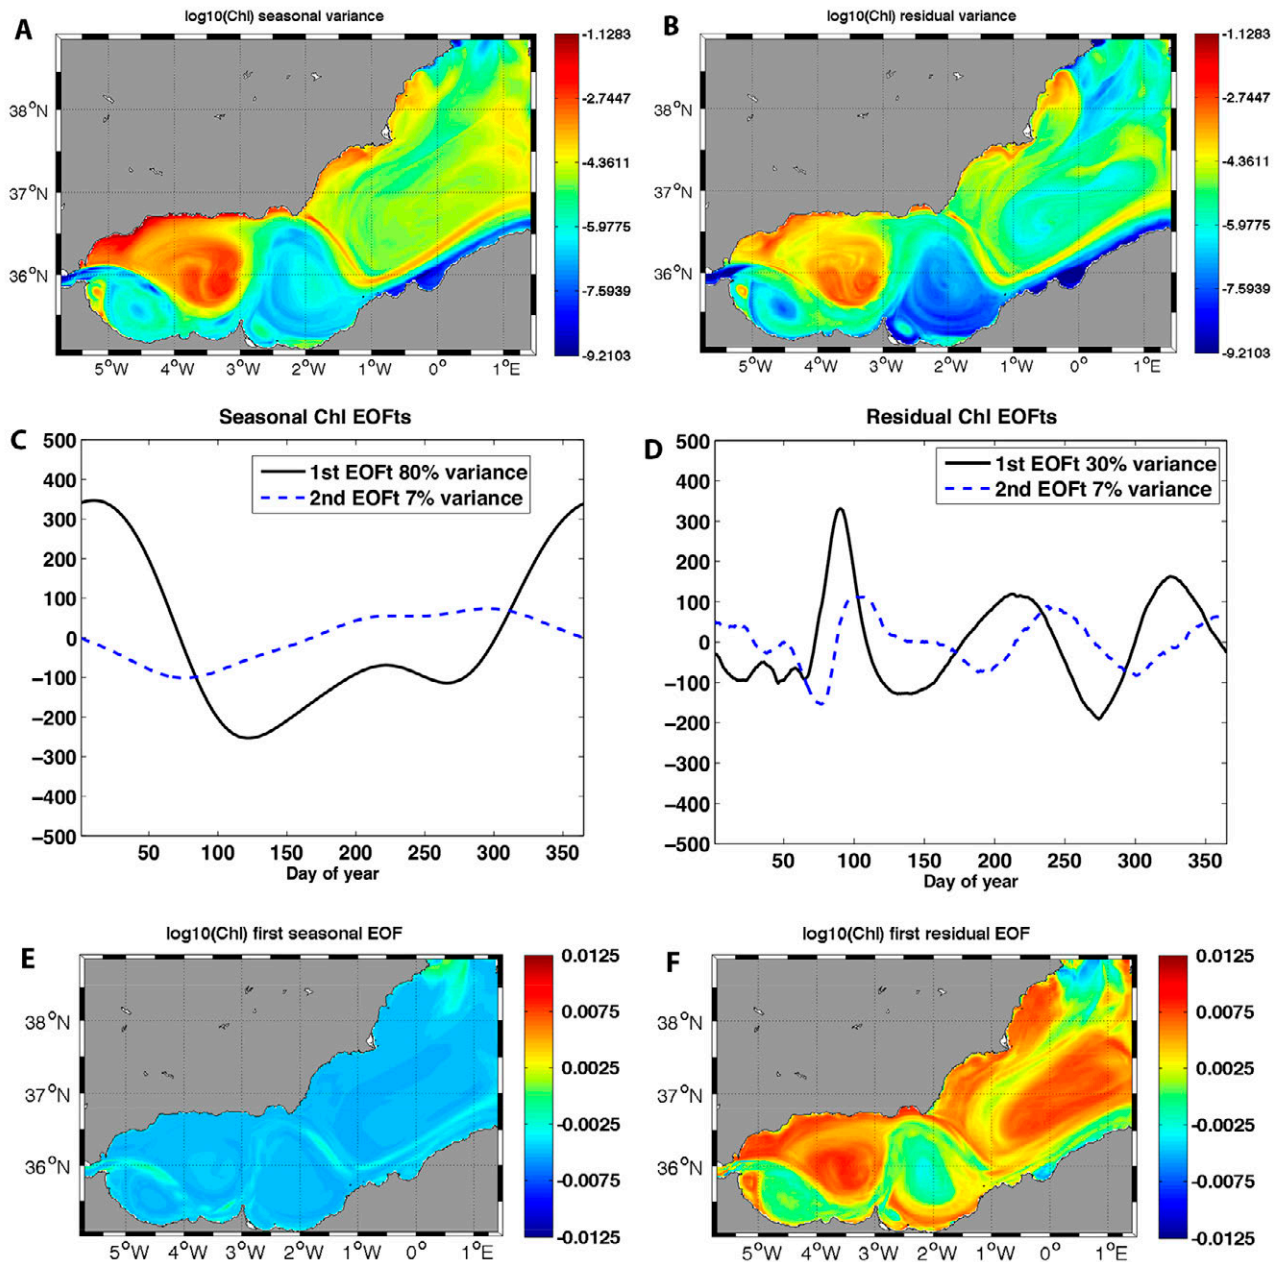 A
log10(Chl) seasonal variance
38°N
37°N
36°N
5°W 4°W 3°W 2°W 1°W 0° 1°E
-1.1283
-2.7447
-4.3611
-5.9775
-7.5939
-9.2103
B
log10(Chl) residual variance
38°N
37°N
36°N
5°W 4°W 3°W 2°W 1°W 0° 1°E
-1.1283
-2.7447
-4.3611
-5.9775
-7.5939
-9.2103
C
Seasonal Chl EOFts
500
400
300
200
100
0
−100
−200
−300
−400
−500
1st EOFt 80% variance
2nd EOFt 7% variance
50 100 150 200 250 300 350
Day of year
D
Residual Chl EOFts
500
400
300
200
100
0
−100
−200
−300
−400
−500
1st EOFt 30% variance
2nd EOFt 7% variance
50 100 150 200 250 300 350
Day of year
E
log10(Chl) first seasonal EOF
38°N
37°N
36°N
5°W 4°W 3°W 2°W 1°W 0° 1°E
0.0125
0.0075
0.0025
-0.0025
-0.0075
-0.0125
F
log10(Chl) first residual EOF
38°N
37°N
36°N
5°W 4°W 3°W 2°W 1°W 0° 1°E
0.0125
0.0075
0.0025
-0.0025
-0.0075
-0.0125